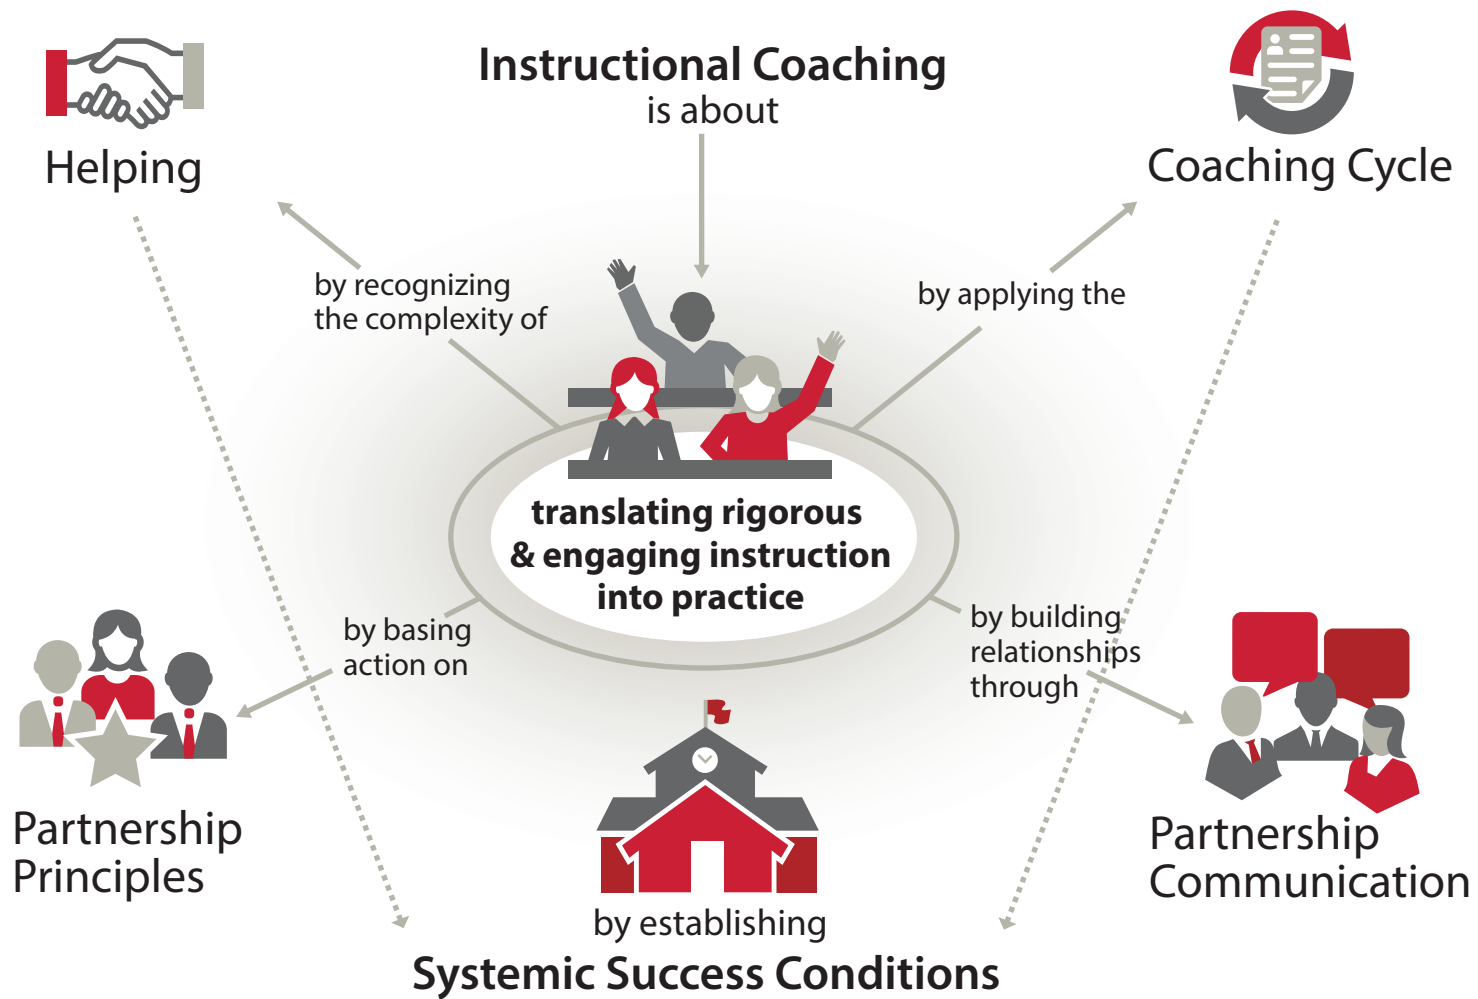 Instructional Coaching
is about
Helping
Coaching Cycle
by recognizing
the complexity of
by applying the
translating rigorous
& engaging instruction
into practice
by basing
action on
by building
relationships
through
Partnership
Principles
Partnership
Communication
by establishing
Systemic Success Conditions